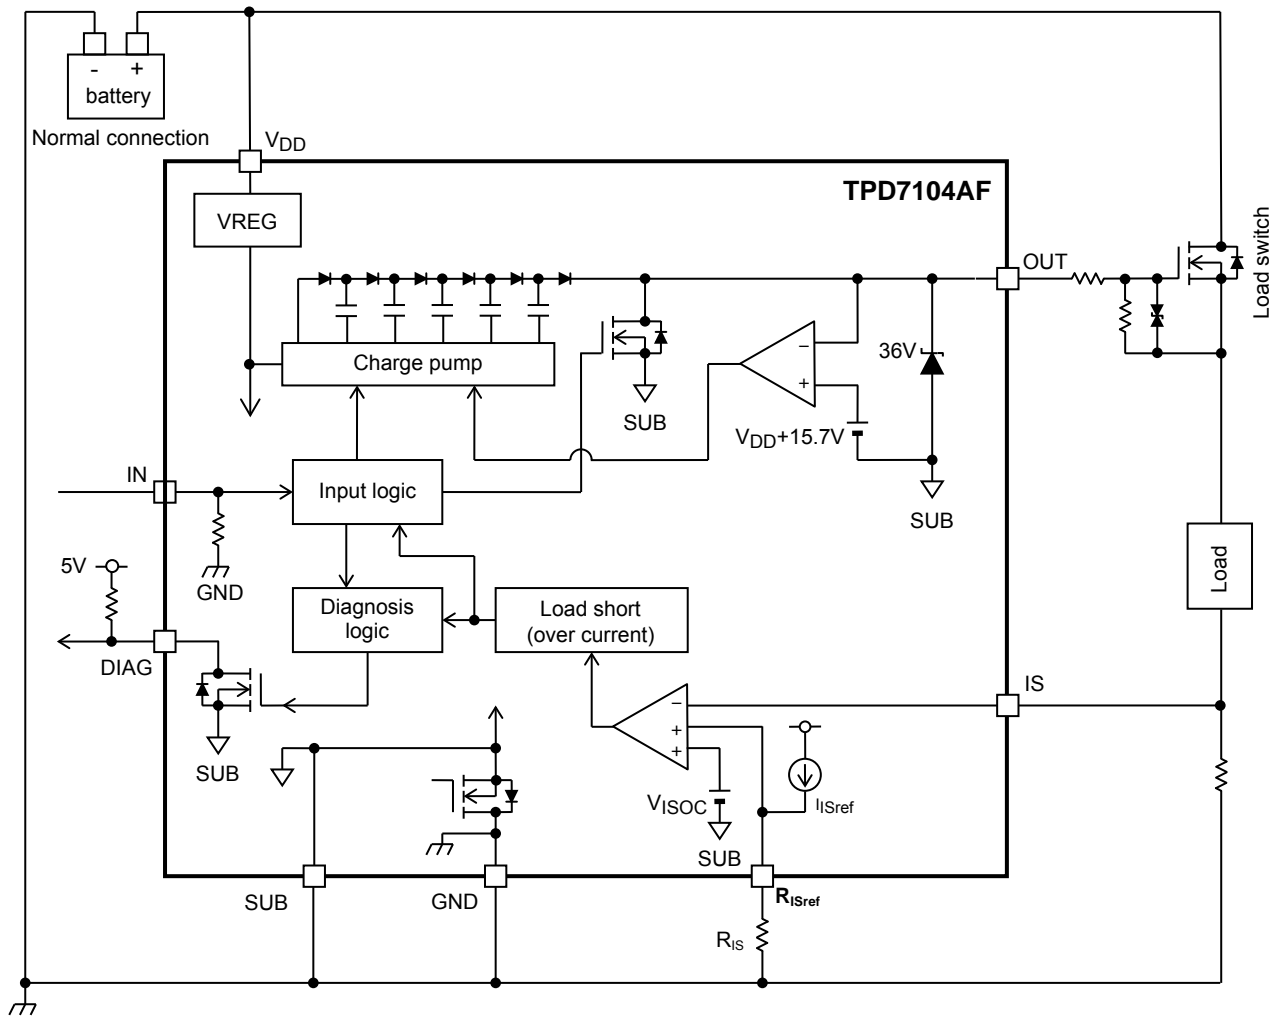 - +
battery
Normal connection
VDD
TPD7104AF
VREG
OUT
Load switch
Charge pump
36V
−
+
SUB
VDD+15.7V
IN
Input logic
SUB
5V
GND
Load
Diagnosis
logic
Load short
(over current)
DIAG
IS
−
+
+
SUB
VISOC
IISref
SUB
SUB
GND
RISref
RIS